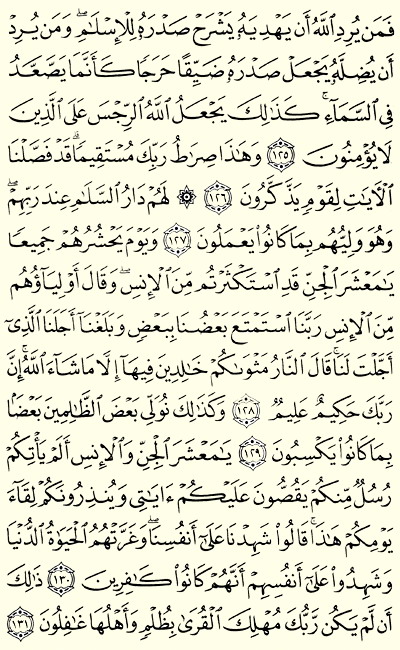 فَمَن يُرِدِ ٱللَّهُ أَن يَهْدِيَهُۥ يَشْرَحْ صَدْرَهُۥ لِلْإِسْلَٰمِ ۖ وَمَن يُرِدْ
أَن يُضِلَّهُۥ يَجْعَلْ صَدْرَهُۥ ضَيِّقًا حَرَجًا كَأَنَّمَا يَصَّعَّدُ
فِى ٱلسَّمَآءِ ۚ كَذَٰلِكَ يَجْعَلُ ٱللَّهُ ٱلرِّجْسَ عَلَى ٱلَّذِينَ
لَا يُؤْمِنُونَ ١٢٥ وَهَٰذَا صِرَٰطُ رَبِّكَ مُسْتَقِيمًا ۗ قَدْ فَصَّلْنَا
ٱلْءَايَٰتِ لِقَوْمٍ يَذَّكَّرُونَ ١٢٦ ۞ لَهُمْ دَارُ ٱلسَّلَٰمِ عِندَ رَبِّهِمْ ۖ
وَهُوَ وَلِيُّهُم بِمَا كَانُوا۟ يَعْمَلُونَ ١٢٧ وَيَوْمَ يَحْشُرُهُمْ جَمِيعًا
يَٰمَعْشَرَ ٱلْجِنِّ قَدِ ٱسْتَكْثَرْتُم مِّنَ ٱلْإِنسِ ۖ وَقَالَ أَوْلِيَآؤُهُم
مِّنَ ٱلْإِنسِ رَبَّنَا ٱسْتَمْتَعَ بَعْضُنَا بِبَعْضٍ وَبَلَغْنَآ أَجَلَنَا ٱلَّذِىٓ
أَجَّلْتَ لَنَا ۚ قَالَ ٱلنَّارُ مَثْوَىٰكُمْ خَٰلِدِينَ فِيهَآ إِلَّا مَا شَآءَ ٱللَّهُ ۗ إِنَّ
رَبَّكَ حَكِيمٌ عَلِيمٌ ١٢٨ وَكَذَٰلِكَ نُوَلِّى بَعْضَ ٱلظَّٰلِمِينَ بَعْضًۢا
بِمَا كَانُوا۟ يَكْسِبُونَ ١٢٩ يَٰمَعْشَرَ ٱلْجِنِّ وَٱلْإِنسِ أَلَمْ يَأْتِكُمْ
رُسُلٌ مِّنكُمْ يَقُصُّونَ عَلَيْكُمْ ءَايَٰتِى وَيُنذِرُونَكُمْ لِقَآءَ
يَوْمِكُمْ هَٰذَا ۚ قَالُوا۟ شَهِدْنَا عَلَىٰٓ أَنفُسِنَا ۖ وَغَرَّتْهُمُ ٱلْحَيَوٰةُ ٱلدُّنْيَا
وَشَهِدُوا۟ عَلَىٰٓ أَنفُسِهِمْ أَنَّهُمْ كَانُوا۟ كَٰفِرِينَ ١٣٠ ذَٰلِكَ
أَن لَّمْ يَكُن رَّبُّكَ مُهْلِكَ ٱلْقُرَىٰ بِظُلْمٍ وَأَهْلُهَا غَٰفِلُونَ ١٣١